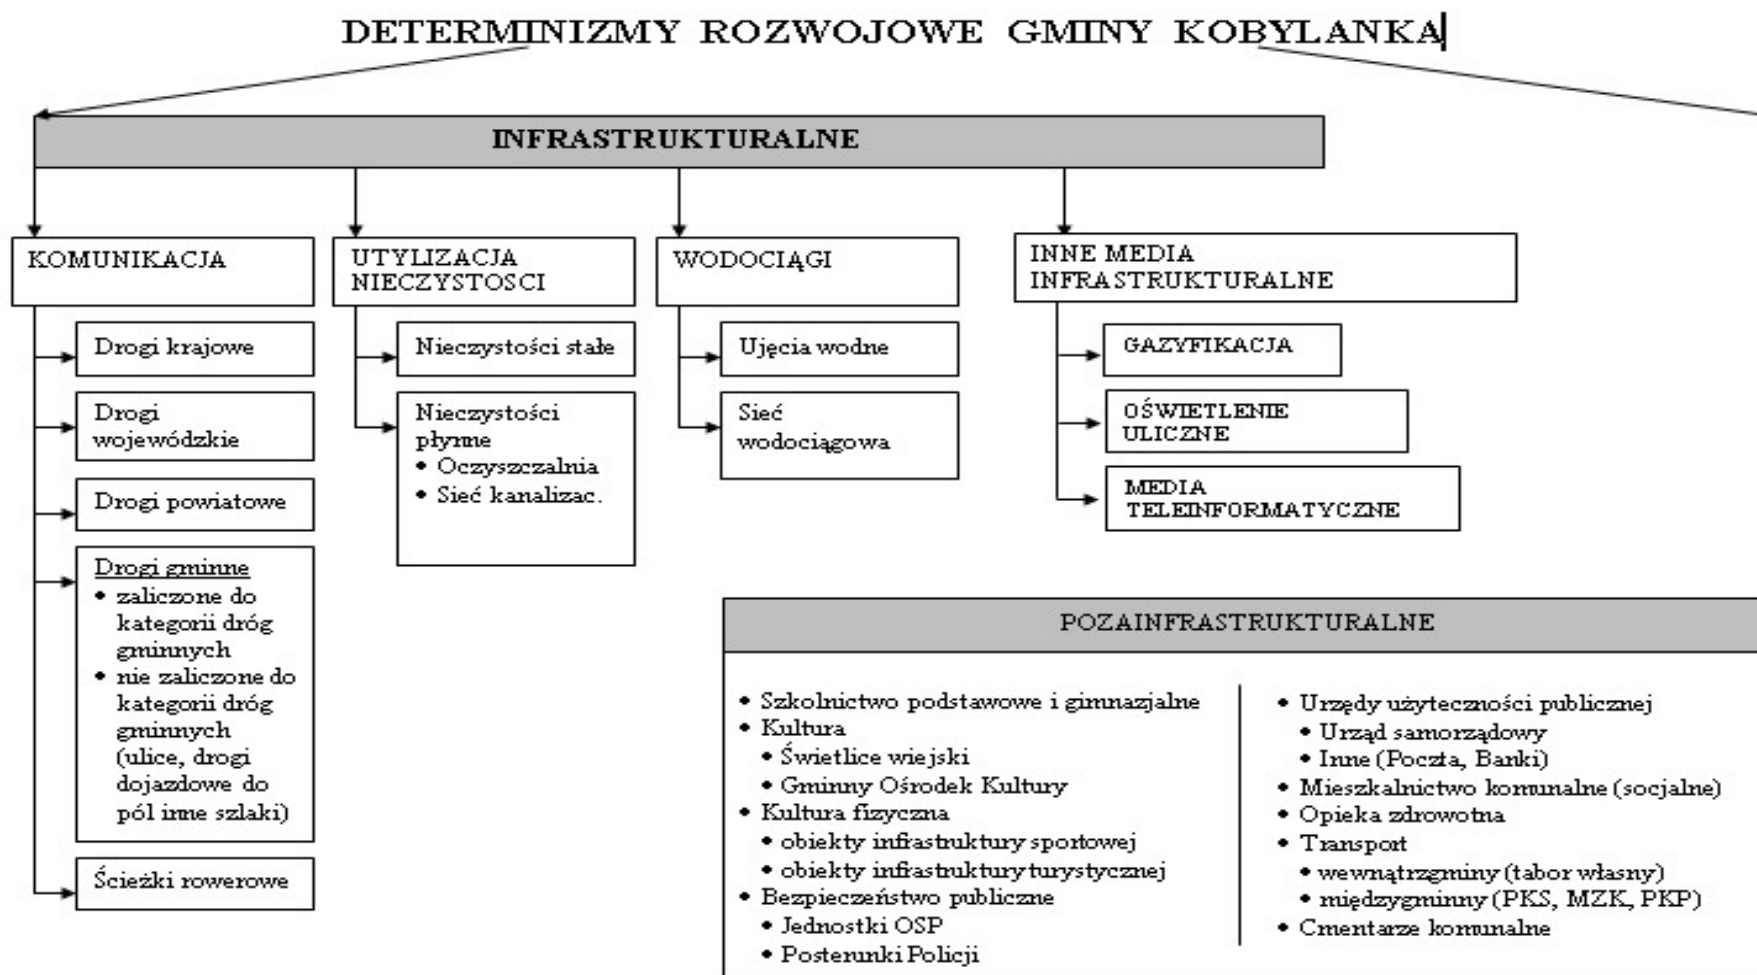 DETERMINIZMY ROZWOJOWE GMINY KOBYLANKA
INFRASTRUKTURALNE
KOMUNIKACJA
Drogi krajowe
Drogi
wojewódzkie
Drogi powiatowe
Drogi gminne
• zaliczone do
kategorii dróg
gminnych
• nie zaliczone do
kategorii dróg
gminnych
(ulice, drogi
dojazdowe do
pól inne szlaki)
Ścieżki rowerowe
UTYLIZACJA
NIECZYSTOSCI
Nieczystości stałe
Nieczystości
płynne
• Oczyszczalnia
• Sieć kanalizac.
WODOCIĄGI
Ujęcia wodne
Sieć
wodociągowa
INNE MEDIA
INFRASTRUKTURALNE
GAZYFIKACJA
OŚWIETLENIE
ULICZNE
MEDIA
TELEINFORMATYCZNE
POZAINFRASTRUKTURALNE
• Szkolnictwo podstawowe i gimnazjalne
• Kultura
• Świetlice wiejski
• Gminny Ośrodek Kultury
• Kultura fizyczna
• obiekty infrastruktury sportowej
• obiekty infrastruktury turystycznej
• Bezpieczeństwo publiczne
• Jednostki OSP
• Posterunki Policji
• Urzędy użyteczności publicznej
• Urząd samorządowy
• Inne (Poczta, Banki)
• Mieszkalnictwo komunalne (socjalne)
• Opieka zdrowotna
• Transport
• wewnątrzgminy (tabor własny)
• międzygminny (PKS, MZK, PKP)
• Cmentarze komunalne